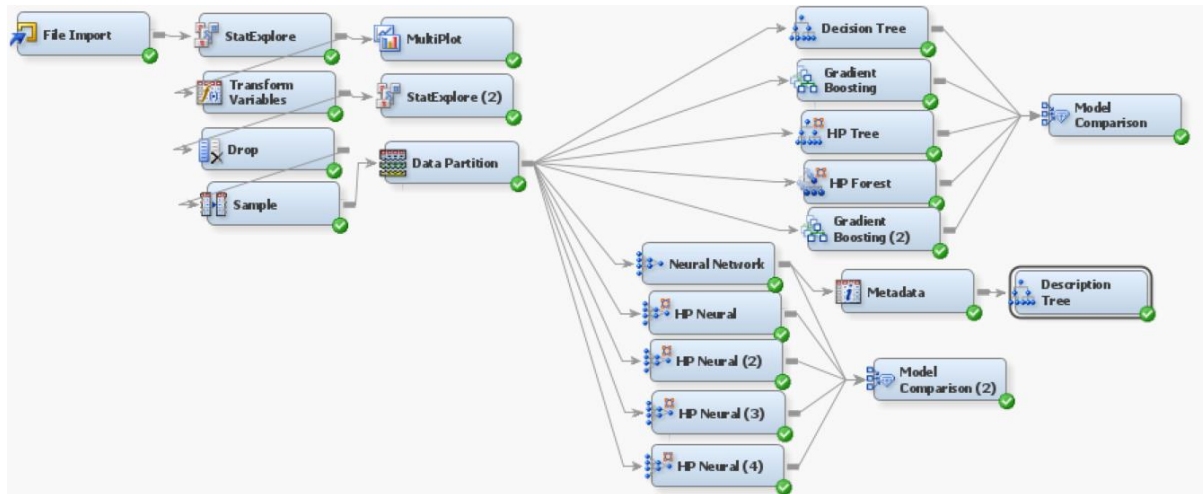 File Import
StatExplore
MultiPlot
Transform
Variables
StatExplore (2)
Drop
Data Partition
Sample
Decision Tree
Gradient
Boosting
HP Tree
HP Forest
Gradient
Boosting (2)
Model
Comparison
Neural Network
HP Neural
HP Neural (2)
HP Neural (3)
HP Neural (4)
Metadata
Description
Tree
Model
Comparison (2)